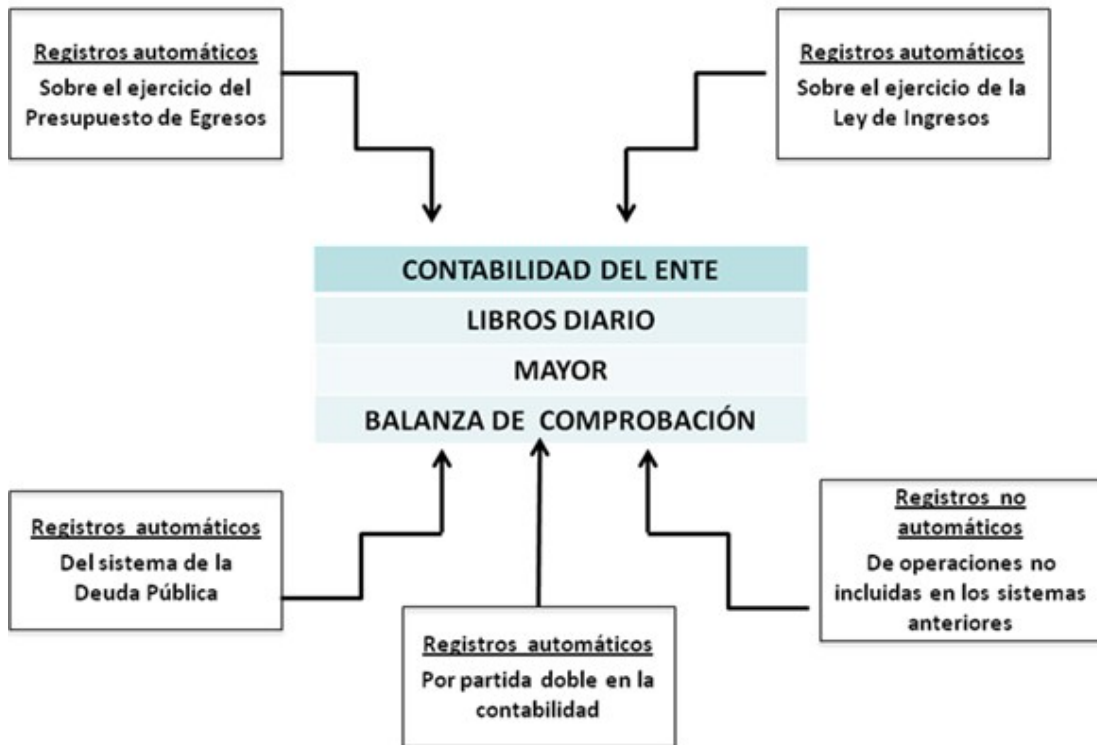 Registros automáticos
Sobre el ejercicio del
Presupuesto de Egresos
Registros automáticos
Sobre el ejercicio de la
Ley de Ingresos
CONTABILIDAD DEL ENTE
LIBROS DIARIO
MAYOR
BALANZA DE COMPROBACIÓN
Registros automáticos
Del sistema de la
Deuda Pública
Registros automáticos
Por partida doble en la
contabilidad
Registros no
automáticos
De operaciones no
incluidas en los sistemas
anteriores